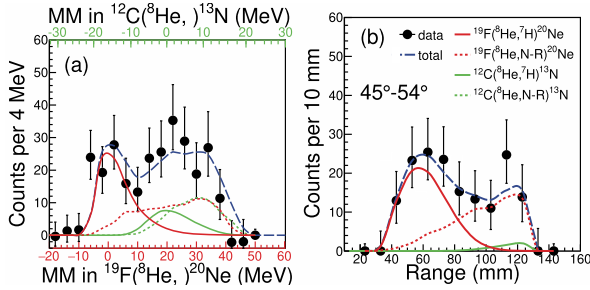 MM in ¹²C(⁸He, )¹³N (MeV)
−30 −20 −10 0 10 20 30
(a)
Counts per 4 MeV
60
50
40
30
20
10
0
−20 −10 0 10 20 30 40 50 60
MM in ¹⁹F(⁸He, )²⁰Ne (MeV)
(b)
data
total
¹⁹F(⁸He,⁷H)²⁰Ne
¹⁹F(⁸He,N-R)²⁰Ne
¹²C(⁸He,⁷H)¹³N
¹²C(⁸He,N-R)¹³N
45°-54°
Counts per 10 mm
60
50
40
30
20
10
0
20 40 60 80 100 120 140 160
Range (mm)